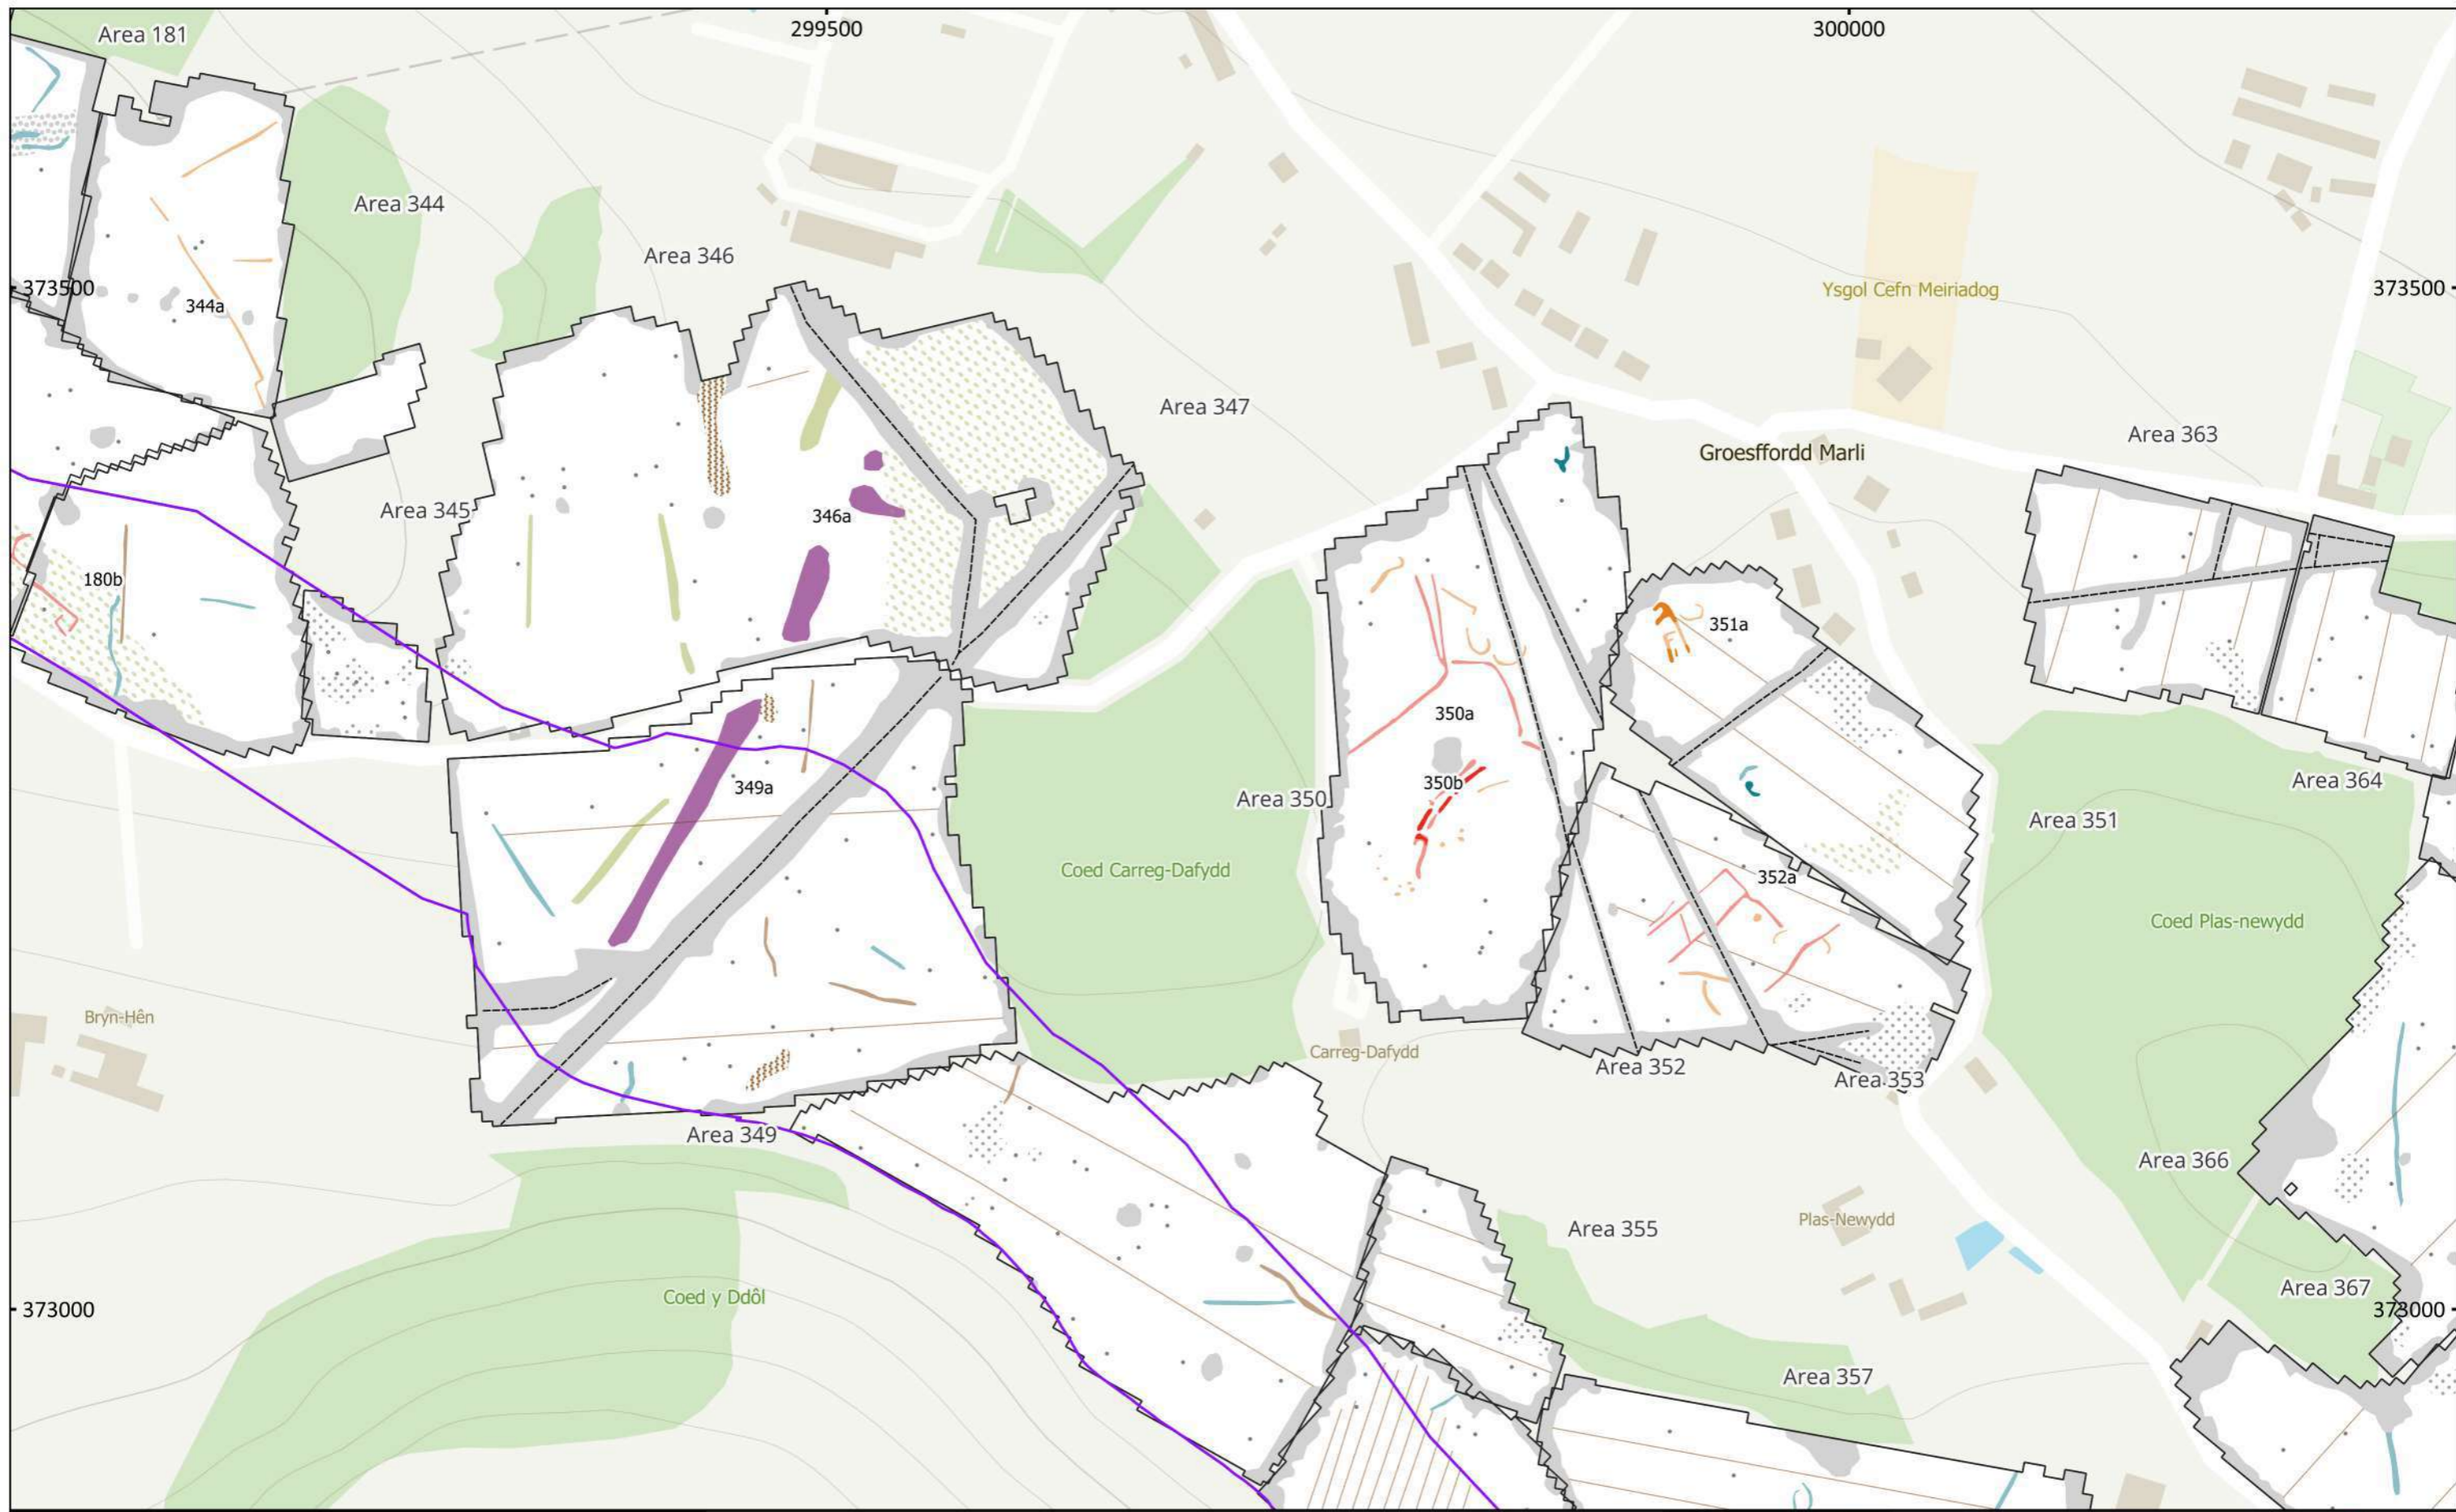 299500
300000
Area 181
Area 344
Area 346
373500
Ysgol Cefn Meiriadog
373500
344a
Area 347
Area 363
Groesffordd Marli
Area 345
346a
180b
351a
350a
349a
350b
Area 350
Area 364
Area 351
Coed Carreg-Dafydd
352a
Coed Plas-newydd
Bryn-Hên
Carreg-Dafydd
Area 352
Area 353
Area 349
Area 366
Area 355
Plas-Newydd
Coed y Ddôl
Area 367
373000
373000
Area 357